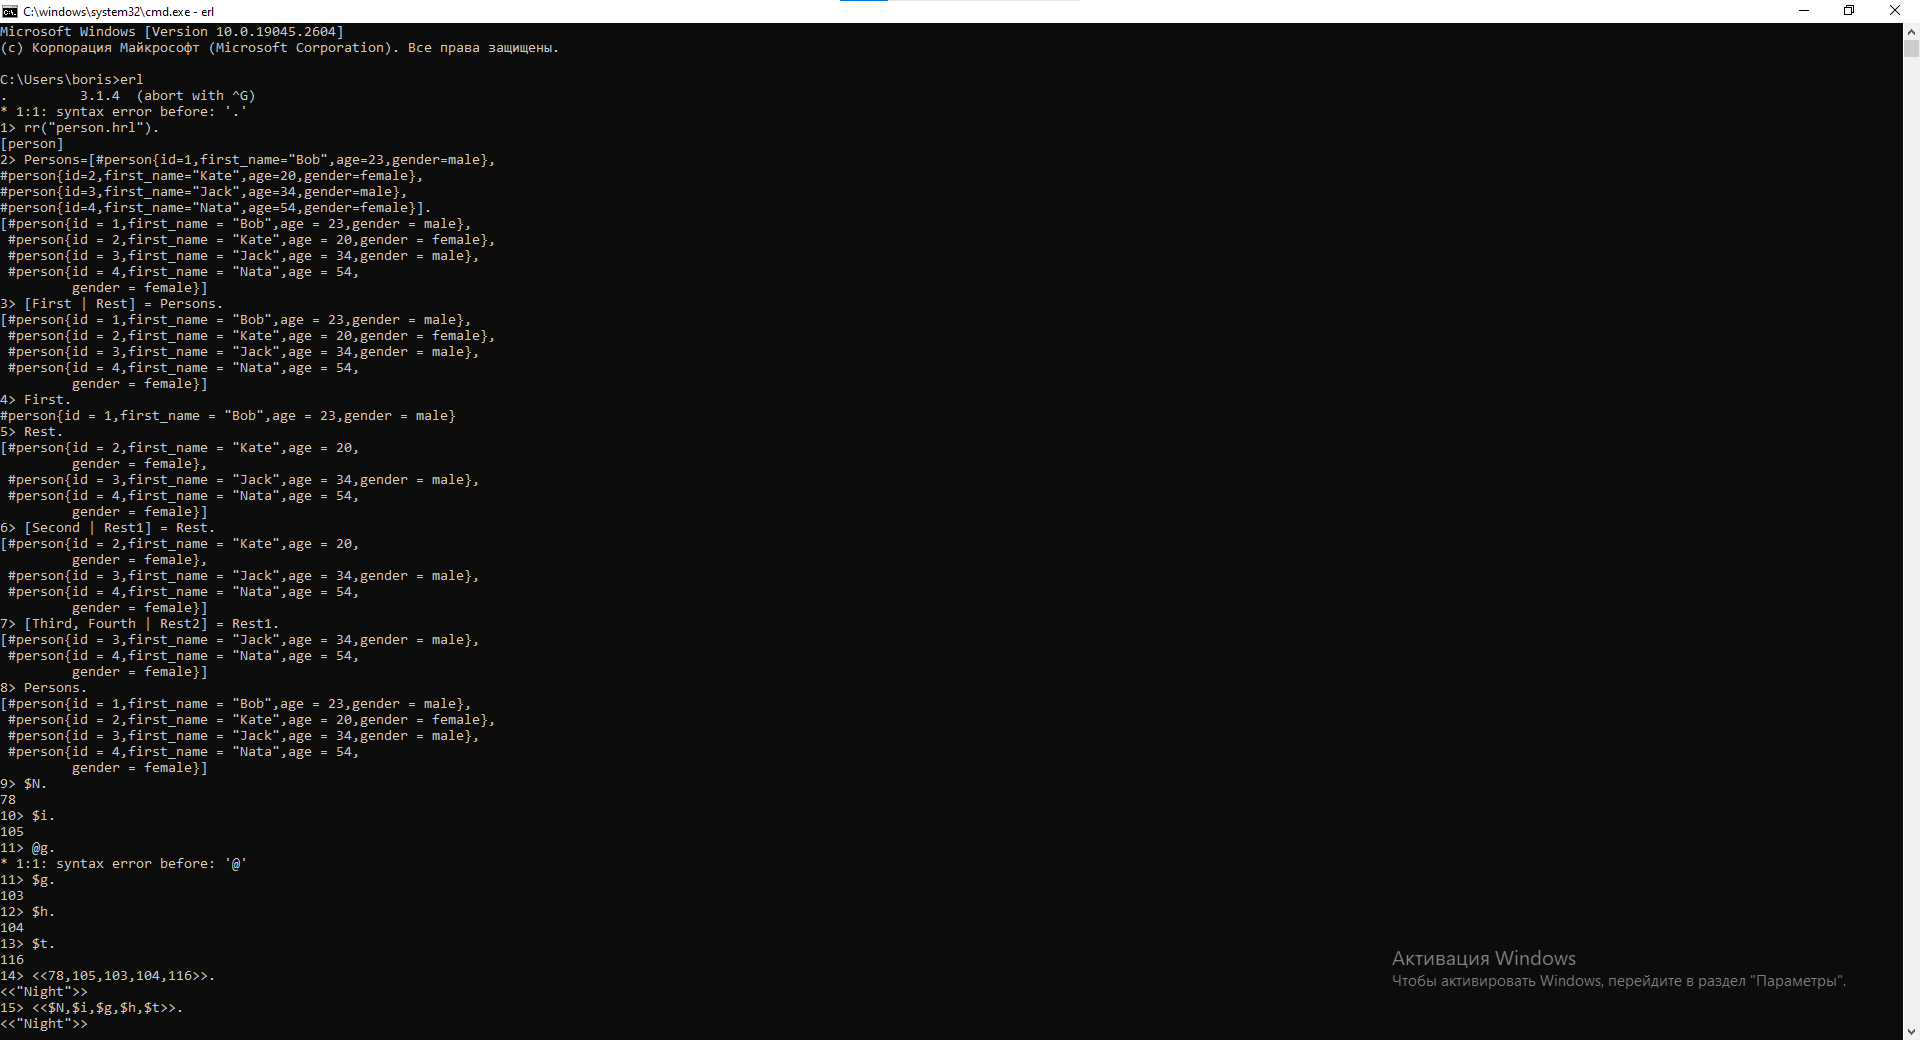 C:\windows\system32\cmd.exe - erl
Microsoft Windows [Version 10.0.19045.2604]
(c) Корпорация Майкрософт (Microsoft Corporation). Все права защищены.
C:\Users\boris>erl
.         3.1.4  (abort with ^G)
* 1:1: syntax error before: '.'
1> rr("person.hrl").
[person]
2> Persons=[#person{id=1,first_name="Bob",age=23,gender=male},
#person{id=2,first_name="Kate",age=20,gender=female},
#person{id=3,first_name="Jack",age=34,gender=male},
#person{id=4,first_name="Nata",age=54,gender=female}].
[#person{id = 1,first_name = "Bob",age = 23,gender = male},
 #person{id = 2,first_name = "Kate",age = 20,gender = female},
 #person{id = 3,first_name = "Jack",age = 34,gender = male},
 #person{id = 4,first_name = "Nata",age = 54,
         gender = female}]
3> [First | Rest] = Persons.
[#person{id = 1,first_name = "Bob",age = 23,gender = male},
 #person{id = 2,first_name = "Kate",age = 20,gender = female},
 #person{id = 3,first_name = "Jack",age = 34,gender = male},
 #person{id = 4,first_name = "Nata",age = 54,
         gender = female}]
4> First.
#person{id = 1,first_name = "Bob",age = 23,gender = male}
5> Rest.
[#person{id = 2,first_name = "Kate",age = 20,
         gender = female},
 #person{id = 3,first_name = "Jack",age = 34,gender = male},
 #person{id = 4,first_name = "Nata",age = 54,
         gender = female}]
6> [Second | Rest1] = Rest.
[#person{id = 2,first_name = "Kate",age = 20,
         gender = female},
 #person{id = 3,first_name = "Jack",age = 34,gender = male},
 #person{id = 4,first_name = "Nata",age = 54,
         gender = female}]
7> [Third, Fourth | Rest2] = Rest1.
[#person{id = 3,first_name = "Jack",age = 34,gender = male},
 #person{id = 4,first_name = "Nata",age = 54,
         gender = female}]
8> Persons.
[#person{id = 1,first_name = "Bob",age = 23,gender = male},
 #person{id = 2,first_name = "Kate",age = 20,gender = female},
 #person{id = 3,first_name = "Jack",age = 34,gender = male},
 #person{id = 4,first_name = "Nata",age = 54,
         gender = female}]
9> $N.
78
10> $i.
105
11> @g.
* 1:1: syntax error before: '@'
11> $g.
103
12> $h.
104
13> $t.
116
14> <<78,105,103,104,116>>.
<<"Night">>
15> <<$N,$i,$g,$h,$t>>.
<<"Night">>
Активация Windows
Чтобы активировать Windows, перейдите в раздел "Параметры".